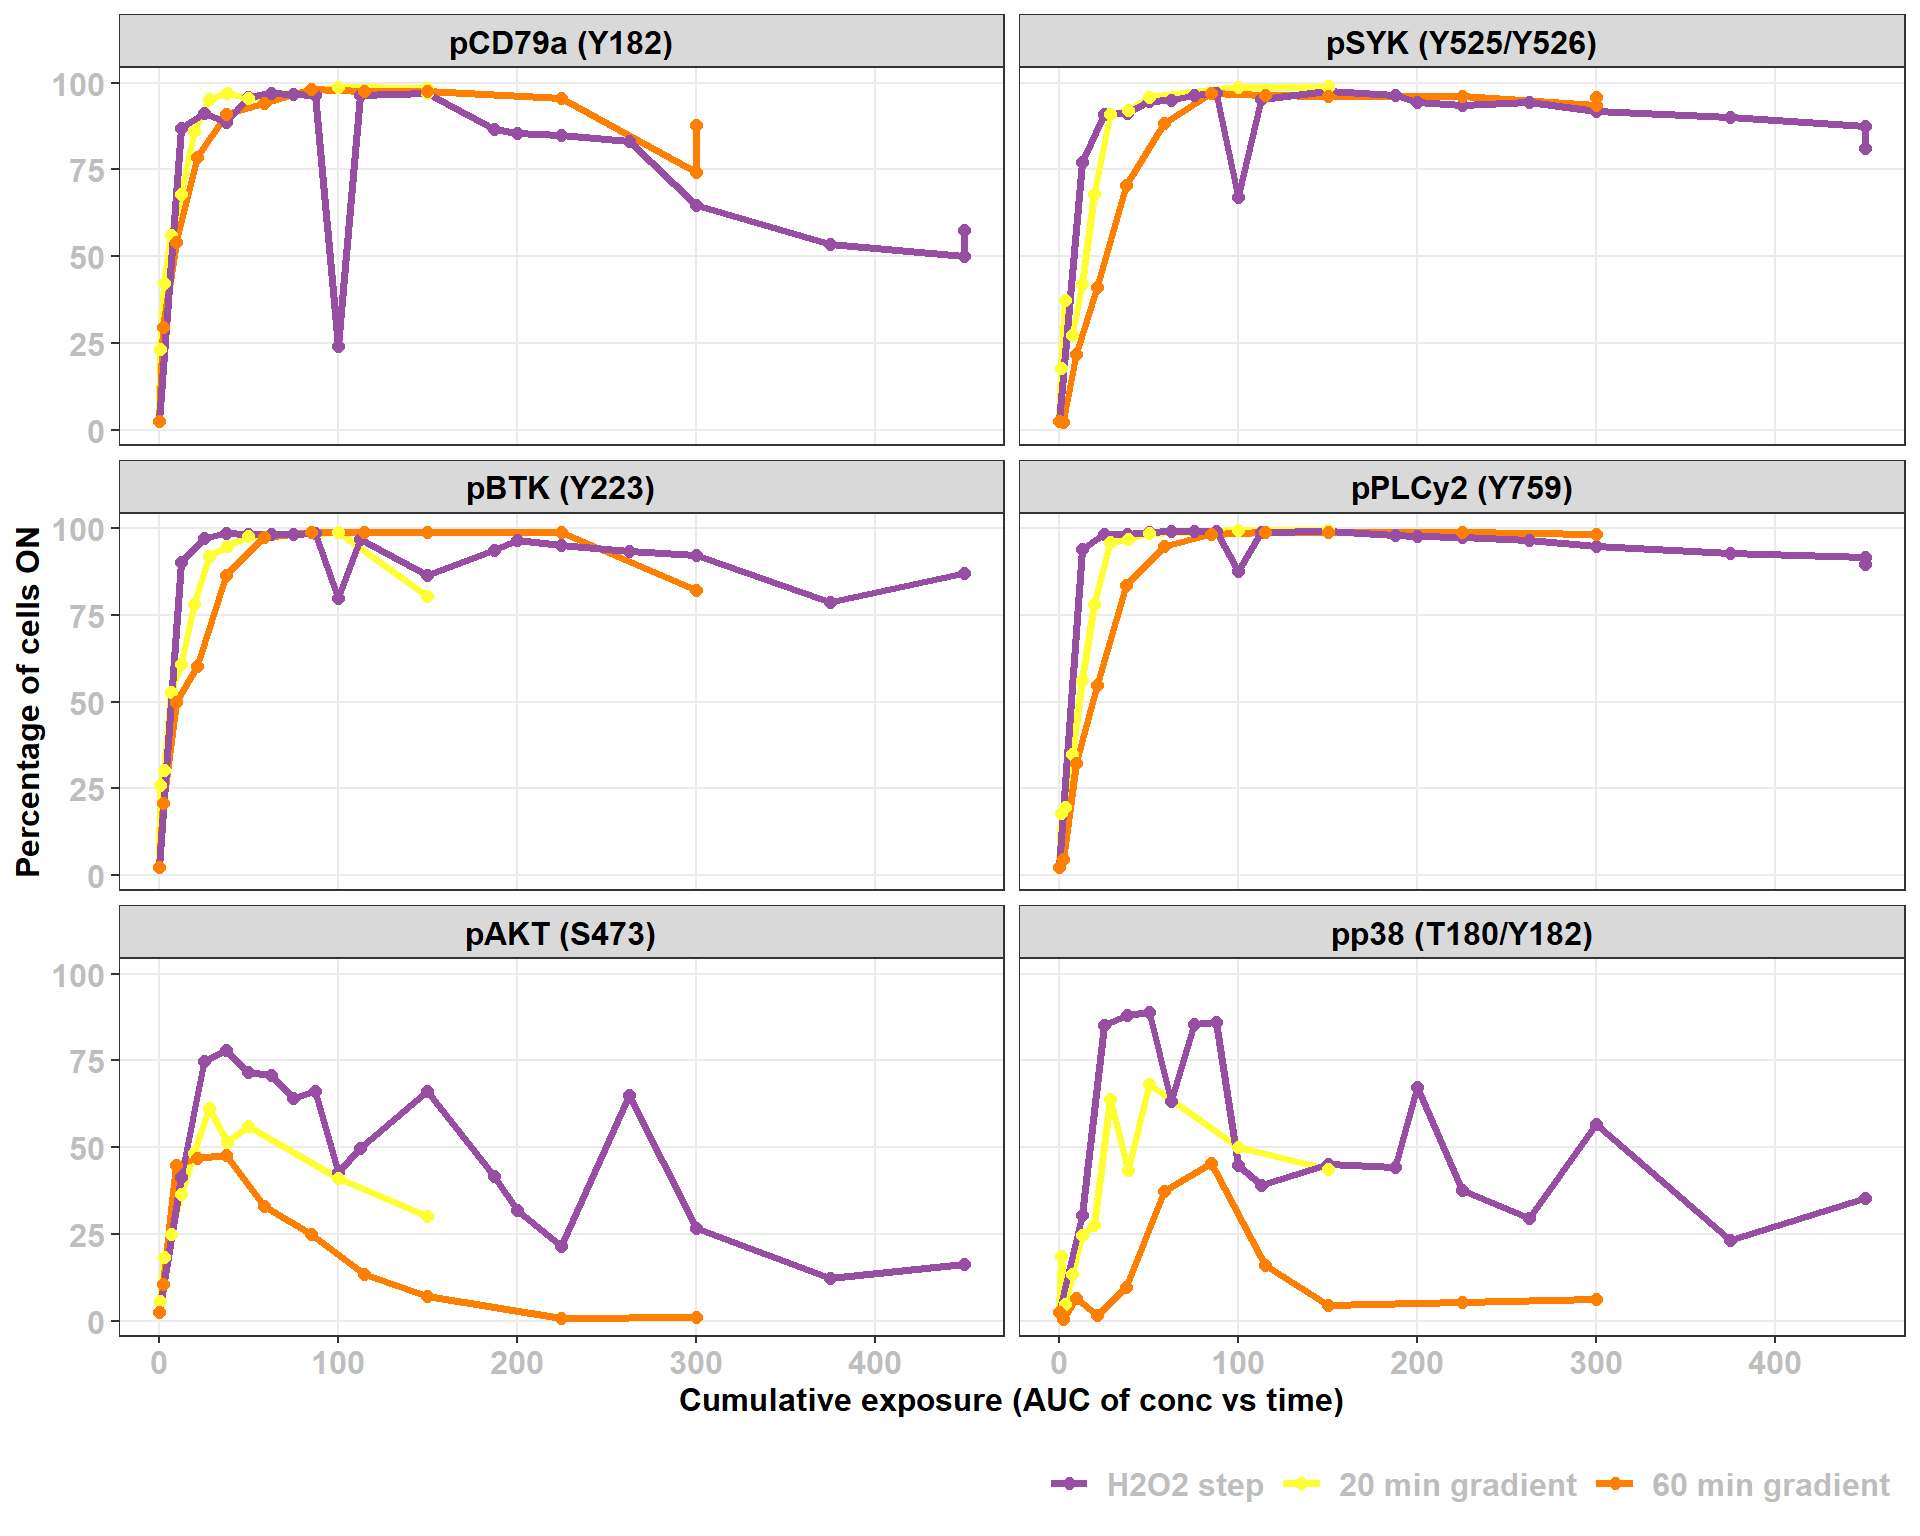 pCD79a (Y182)
pSYK (Y525/Y526)
100
75
50
25
0
pBTK (Y223)
pPLCy2 (Y759)
100
75
50
25
0
pAKT (S473)
pp38 (T180/Y182)
100
75
50
25
0
Percentage of cells ON
0 100 200 300 400
0 100 200 300 400
Cumulative exposure (AUC of conc vs time)
H2O2 step 20 min gradient 60 min gradient